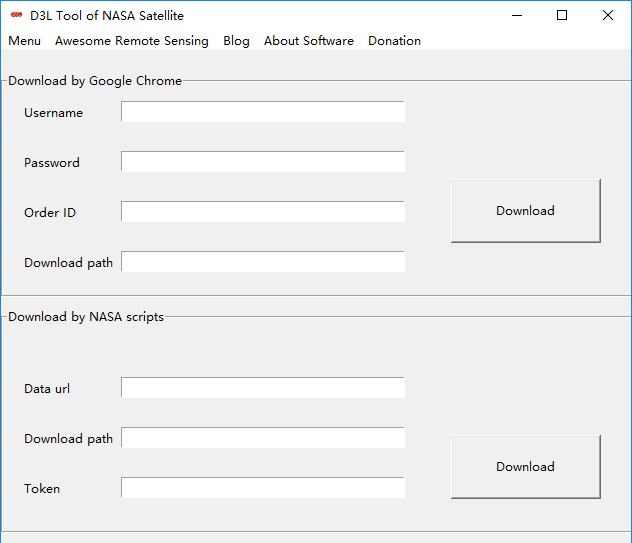 D3L Tool of NASA Satellite
Menu Awesome Remote Sensing Blog About Software Donation
Download by Google Chrome
Username
Password
Order ID
Download
Download path
Download by NASA scripts
Data url
Download path
Download
Token